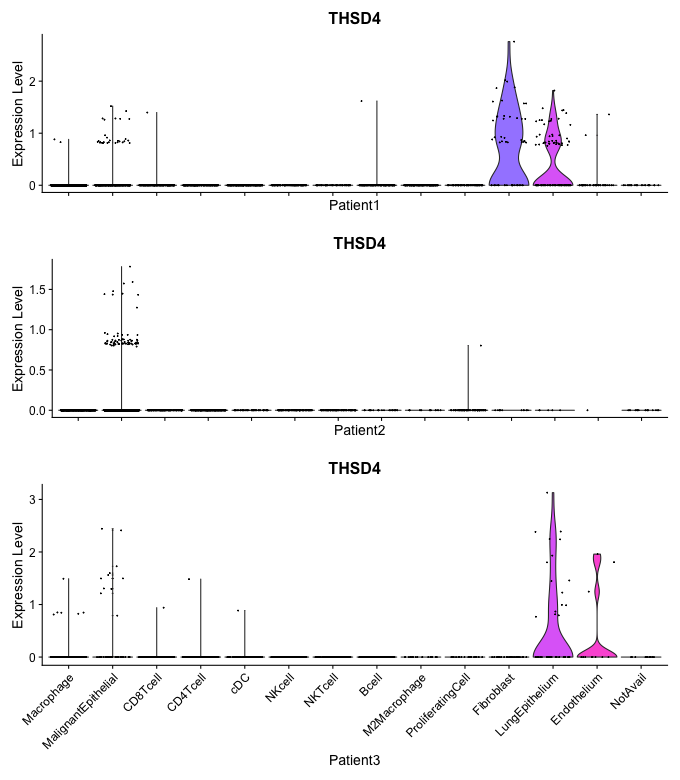 THSD4
Expression Level
2
1
0
Patient1
THSD4
Expression Level
1.5
1.0
0.5
0.0
Patient2
THSD4
Expression Level
3
2
1
0
Macrophage
MalignantEpithelial
CD8Tcell
CD4Tcell
cDC
NKcell
NKTcell
Bcell
M2Macrophage
ProliferatingCell
Fibroblast
LungEpithelium
Endothelium
NotAvail
Patient3